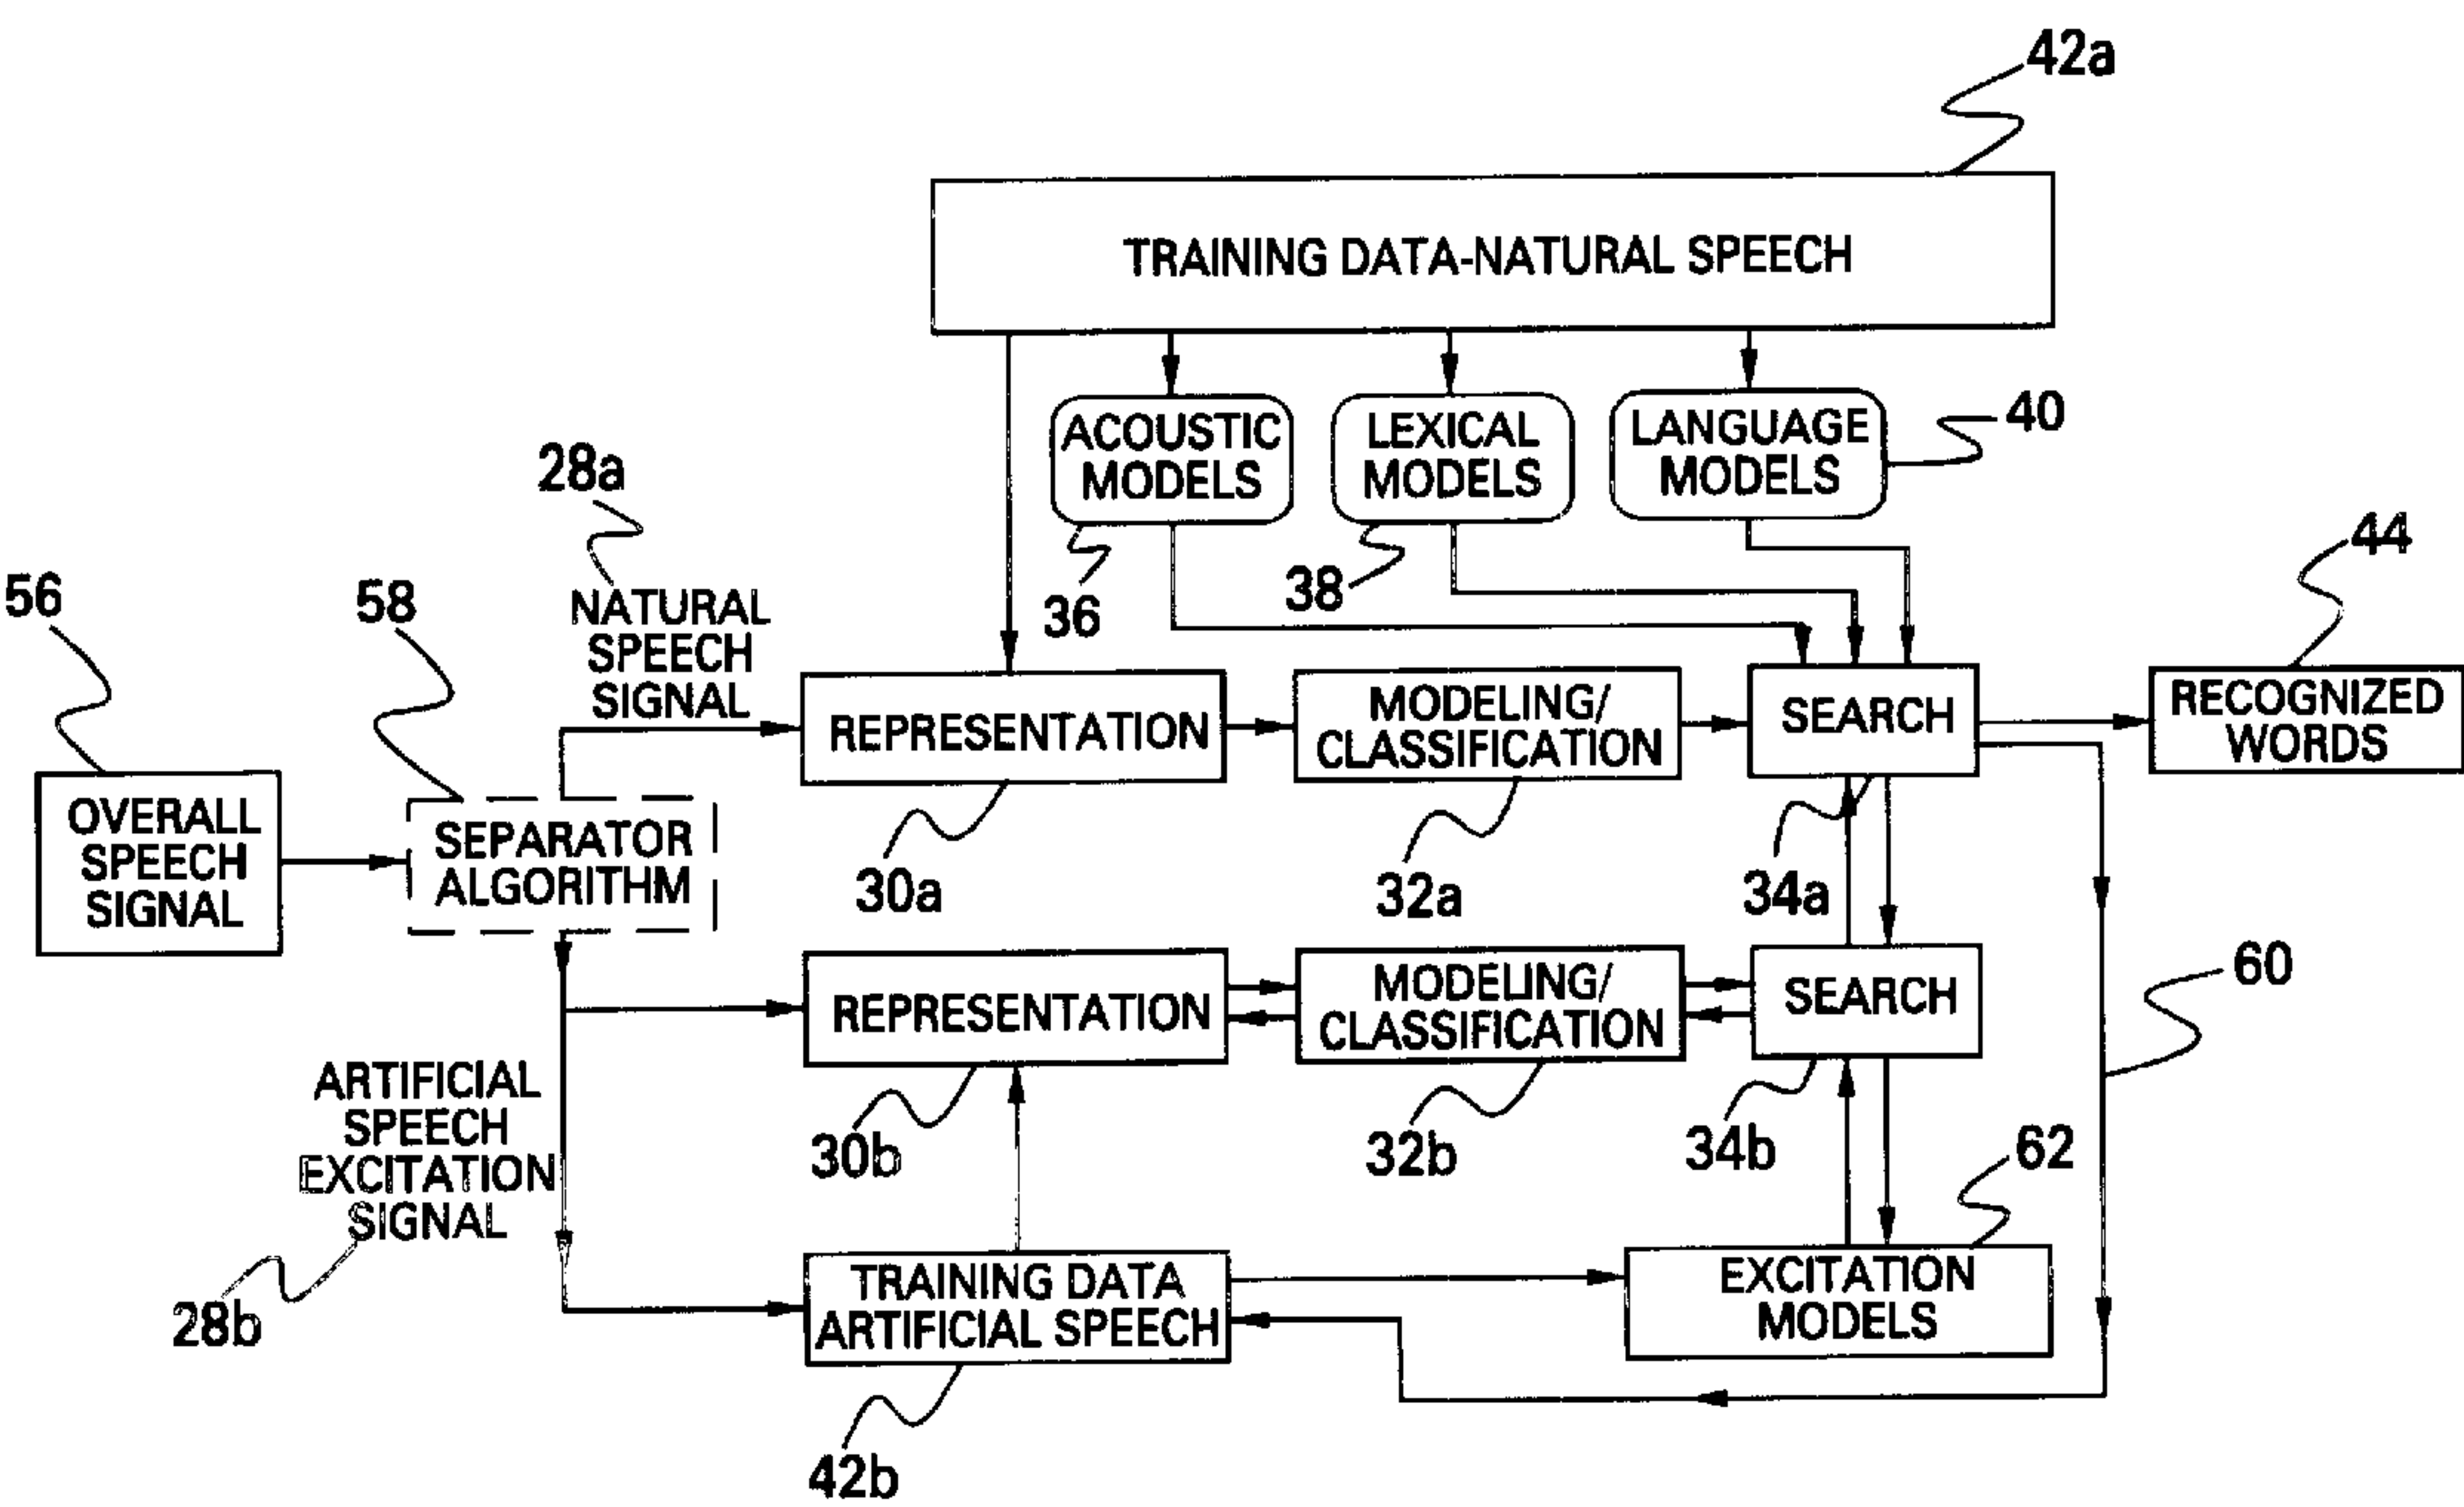 42a
TRAINING DATA-NATURAL SPEECH
ACOUSTIC
MODELS
LEXICAL
MODELS
LANGUAGE
MODELS
40
28a
36
38
44
56
58
NATURAL
SPEECH
SIGNAL
REPRESENTATION
MODELING/
CLASSIFICATION
SEARCH
RECOGNIZED
WORDS
OVERALL
SPEECH
SIGNAL
SEPARATOR
ALGORITHM
30a
32a
34a
REPRESENTATION
MODELING/
CLASSIFICATION
SEARCH
60
ARTIFICIAL
SPEECH
EXCITATION
SIGNAL
30b
32b
34b
62
28b
TRAINING DATA
ARTIFICIAL SPEECH
EXCITATION
MODELS
42b